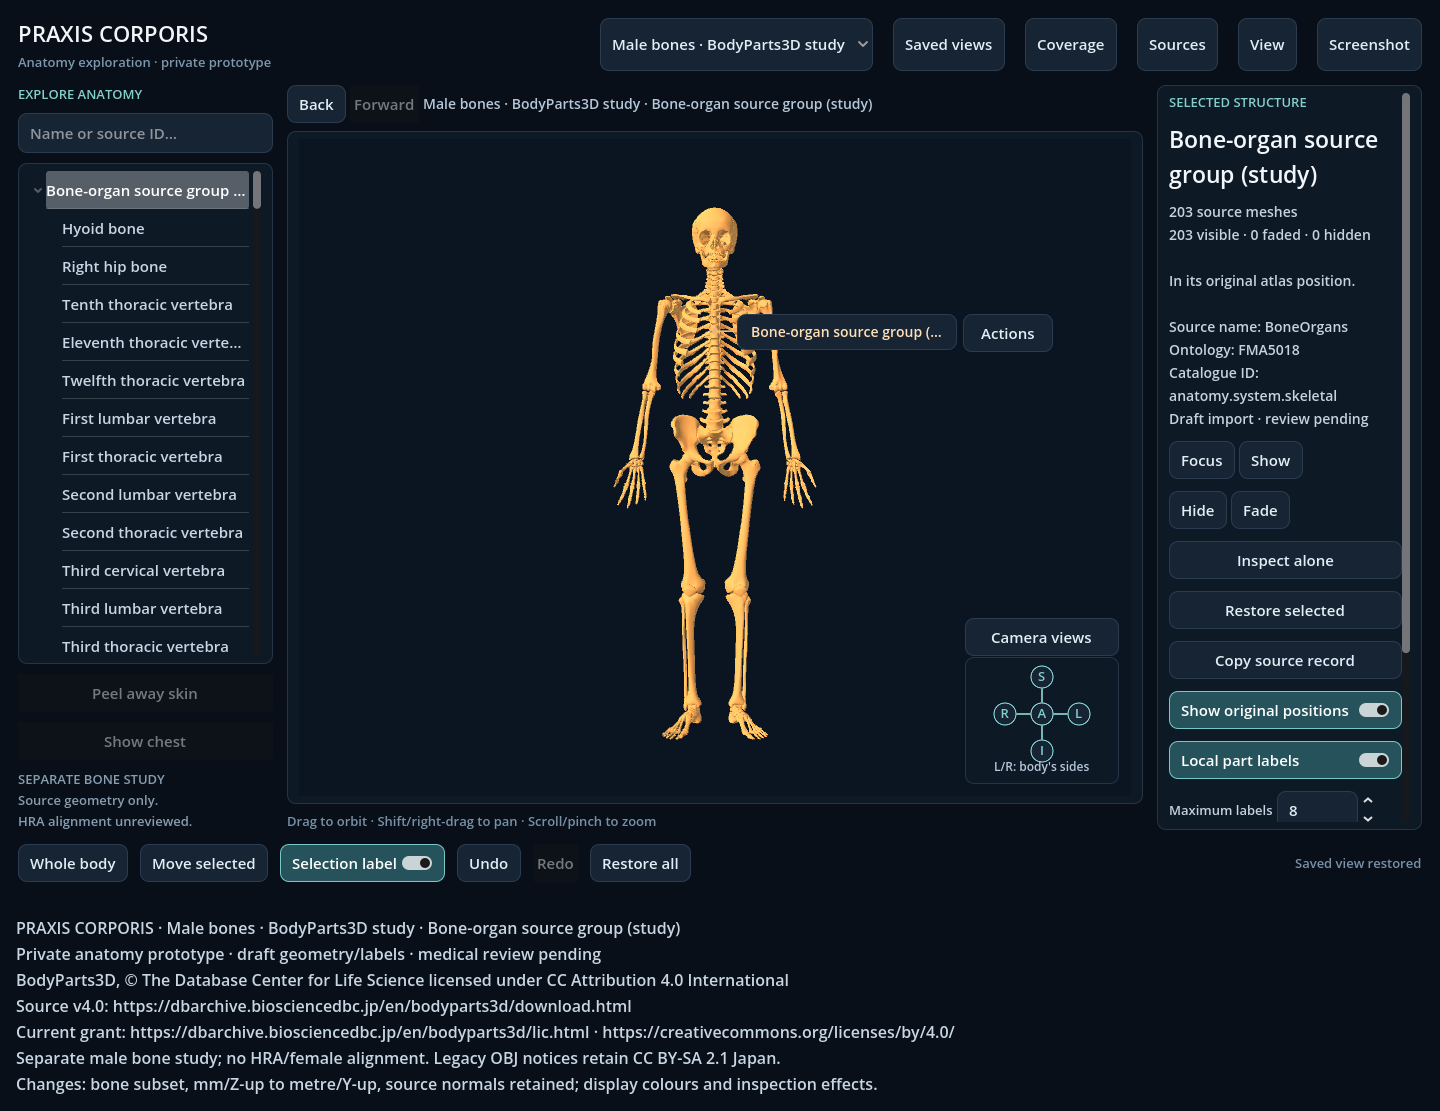 PRAXIS CORPORIS
Anatomy exploration · private prototype
Male bones · BodyParts3D study
Saved views
Coverage
Sources
View
Screenshot
EXPLORE ANATOMY
Name or source ID...
Bone-organ source group ...
Hyoid bone
Right hip bone
Tenth thoracic vertebra
Eleventh thoracic verte...
Twelfth thoracic vertebra
First lumbar vertebra
First thoracic vertebra
Second lumbar vertebra
Second thoracic vertebra
Third cervical vertebra
Third lumbar vertebra
Third thoracic vertebra
Peel away skin
Show chest
SEPARATE BONE STUDY
Source geometry only.
HRA alignment unreviewed.
Back
Forward
Male bones · BodyParts3D study · Bone-organ source group (study)
Bone-organ source group (...
Actions
Camera views
S
R
A
L
I
L/R: body's sides
Drag to orbit · Shift/right-drag to pan · Scroll/pinch to zoom
SELECTED STRUCTURE
Bone-organ source
group (study)
203 source meshes
203 visible · 0 faded · 0 hidden
In its original atlas position.
Source name: BoneOrgans
Ontology: FMA5018
Catalogue ID:
anatomy.system.skeletal
Draft import · review pending
Focus
Show
Hide
Fade
Inspect alone
Restore selected
Copy source record
Show original positions
Local part labels
Maximum labels
8
Whole body
Move selected
Selection label
Undo
Redo
Restore all
Saved view restored
PRAXIS CORPORIS · Male bones · BodyParts3D study · Bone-organ source group (study)
Private anatomy prototype · draft geometry/labels · medical review pending
BodyParts3D, © The Database Center for Life Science licensed under CC Attribution 4.0 International
Source v4.0: https://dbarchive.biosciencedbc.jp/en/bodyparts3d/download.html
Current grant: https://dbarchive.biosciencedbc.jp/en/bodyparts3d/lic.html · https://creativecommons.org/licenses/by/4.0/
Separate male bone study; no HRA/female alignment. Legacy OBJ notices retain CC BY-SA 2.1 Japan.
Changes: bone subset, mm/Z-up to metre/Y-up, source normals retained; display colours and inspection effects.